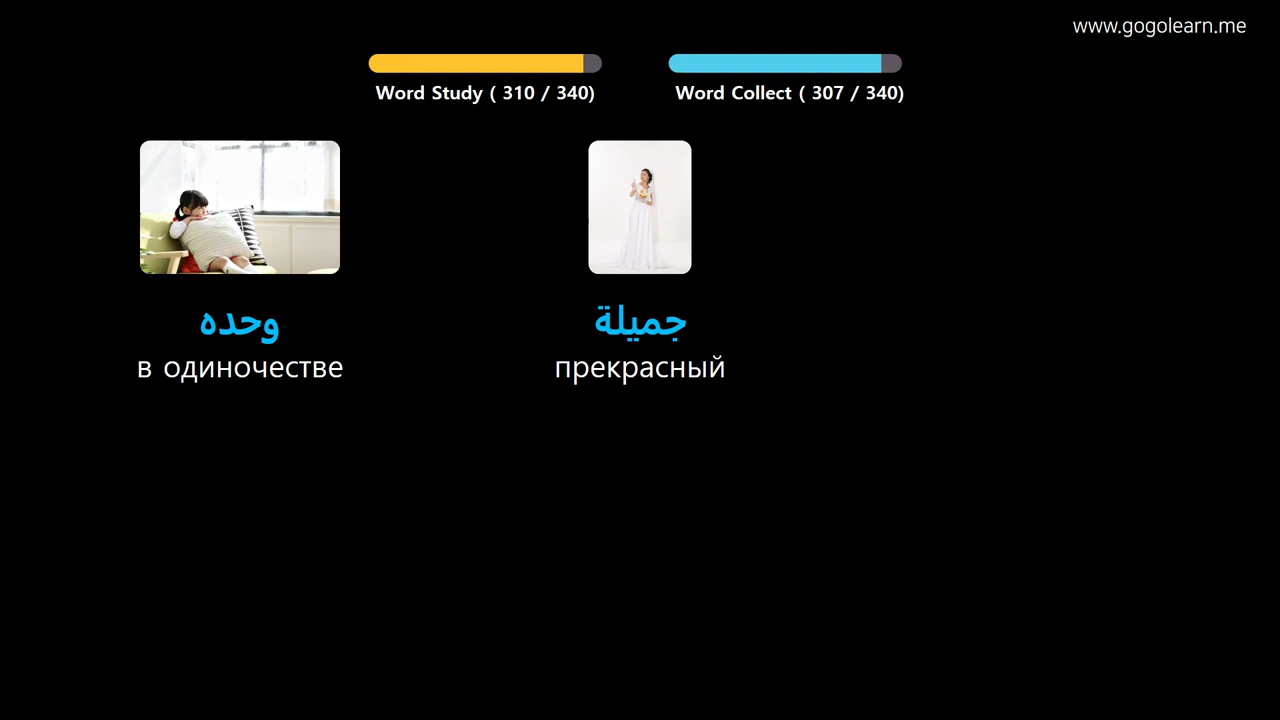 www.gogolearn.me
Word Study ( 310 / 340)
Word Collect ( 307 / 340)
وحده
в одиночестве
جميلة
прекрасный